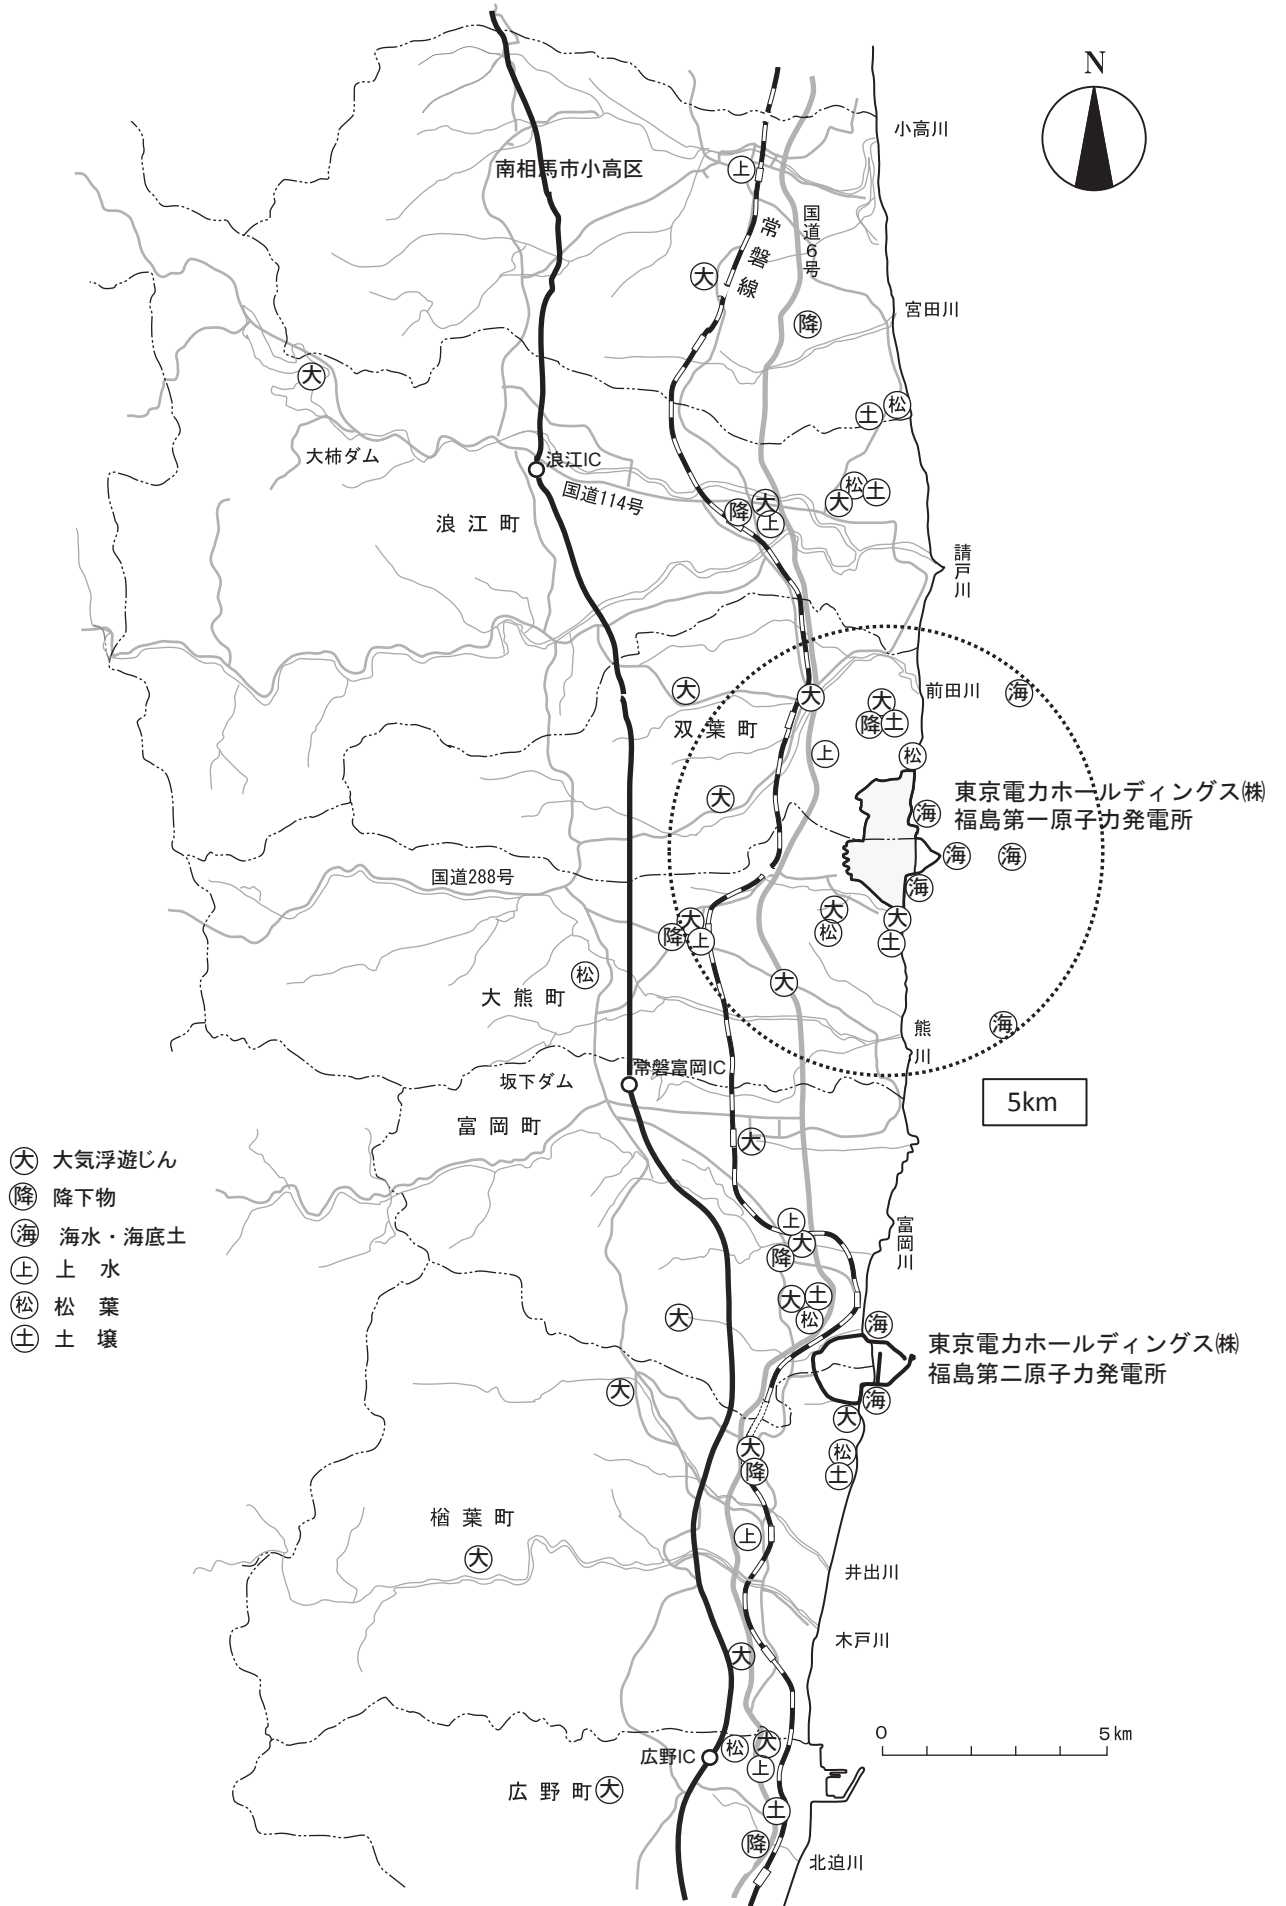 N
小高川
南相馬市小高区
上
国道6号
常磐線
大
降
宮田川
大
松
土
大柿ダム
浪江IC
国道114号
松
土
大
大
降
上
浪江町
請戸川
前田川
海
大
大
大
降
土
双葉町
上
松
大
東京電力ホールディングス㈱
福島第一原子力発電所
海
海
海
海
国道288号
大
松
大
土
大
降
上
松
大熊町
大
熊川
海
坂下ダム
常磐富岡IC
5km
富岡町
大
大 大気浮遊じん
降 降下物
海 海水・海底土
上 上 水
松 松 葉
土 土 壌
上
大
降
富岡川
大
土
松
大
海
東京電力ホールディングス㈱
福島第二原子力発電所
大
海
大
松
土
大
降
楢葉町
上
大
井出川
木戸川
大
0 5km
広野IC
松
大
上
広野町
大
土
降
北迫川